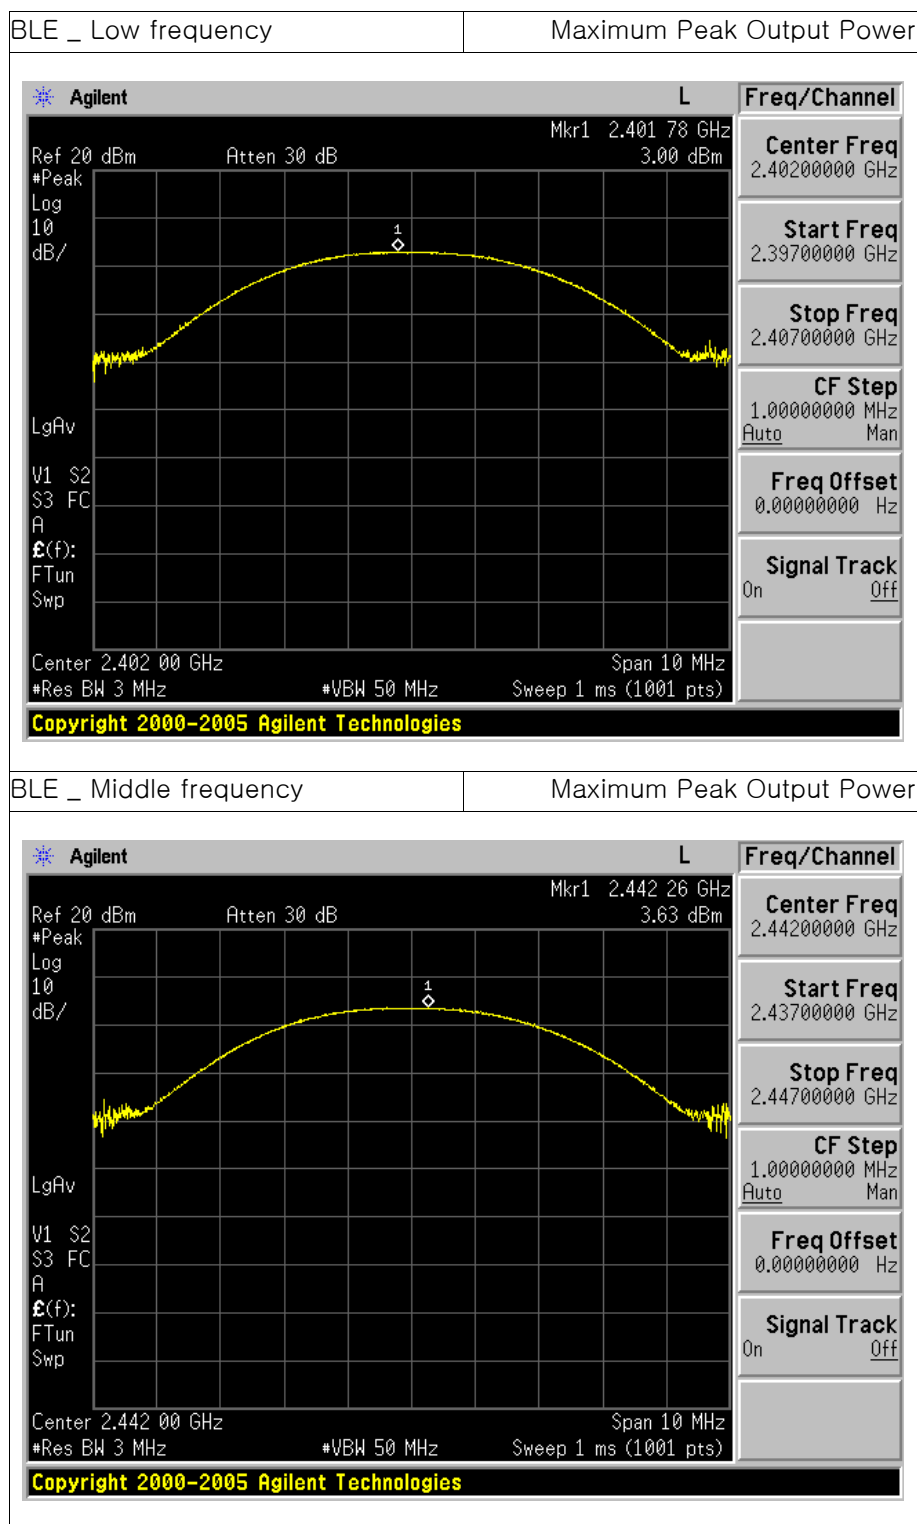 BLE _ Low frequency Maximum Peak Output Power
Agilent L Freq/Channel
Mkr1 2.401 78 GHz
Ref 20 dBm Atten 30 dB 3.00 dBm
#Peak
Log
10
dB/
1
LgAv
V1 S2
S3 FC
A
£(f):
FTun
Swp
Center 2.402 00 GHz Span 10 MHz
#Res BW 3 MHz #VBW 50 MHz Sweep 1 ms (1001 pts)
Copyright 2000-2005 Agilent Technologies
Center Freq
2.40200000 GHz
Start Freq
2.39700000 GHz
Stop Freq
2.40700000 GHz
CF Step
1.00000000 MHz
Auto Man
Freq Offset
0.00000000 Hz
Signal Track
On Off
BLE _ Middle frequency Maximum Peak Output Power
Agilent L Freq/Channel
Mkr1 2.442 26 GHz
Ref 20 dBm Atten 30 dB 3.63 dBm
#Peak
Log
10
dB/
1
LgAv
V1 S2
S3 FC
A
£(f):
FTun
Swp
Center 2.442 00 GHz Span 10 MHz
#Res BW 3 MHz #VBW 50 MHz Sweep 1 ms (1001 pts)
Copyright 2000-2005 Agilent Technologies
Center Freq
2.44200000 GHz
Start Freq
2.43700000 GHz
Stop Freq
2.44700000 GHz
CF Step
1.00000000 MHz
Auto Man
Freq Offset
0.00000000 Hz
Signal Track
On Off